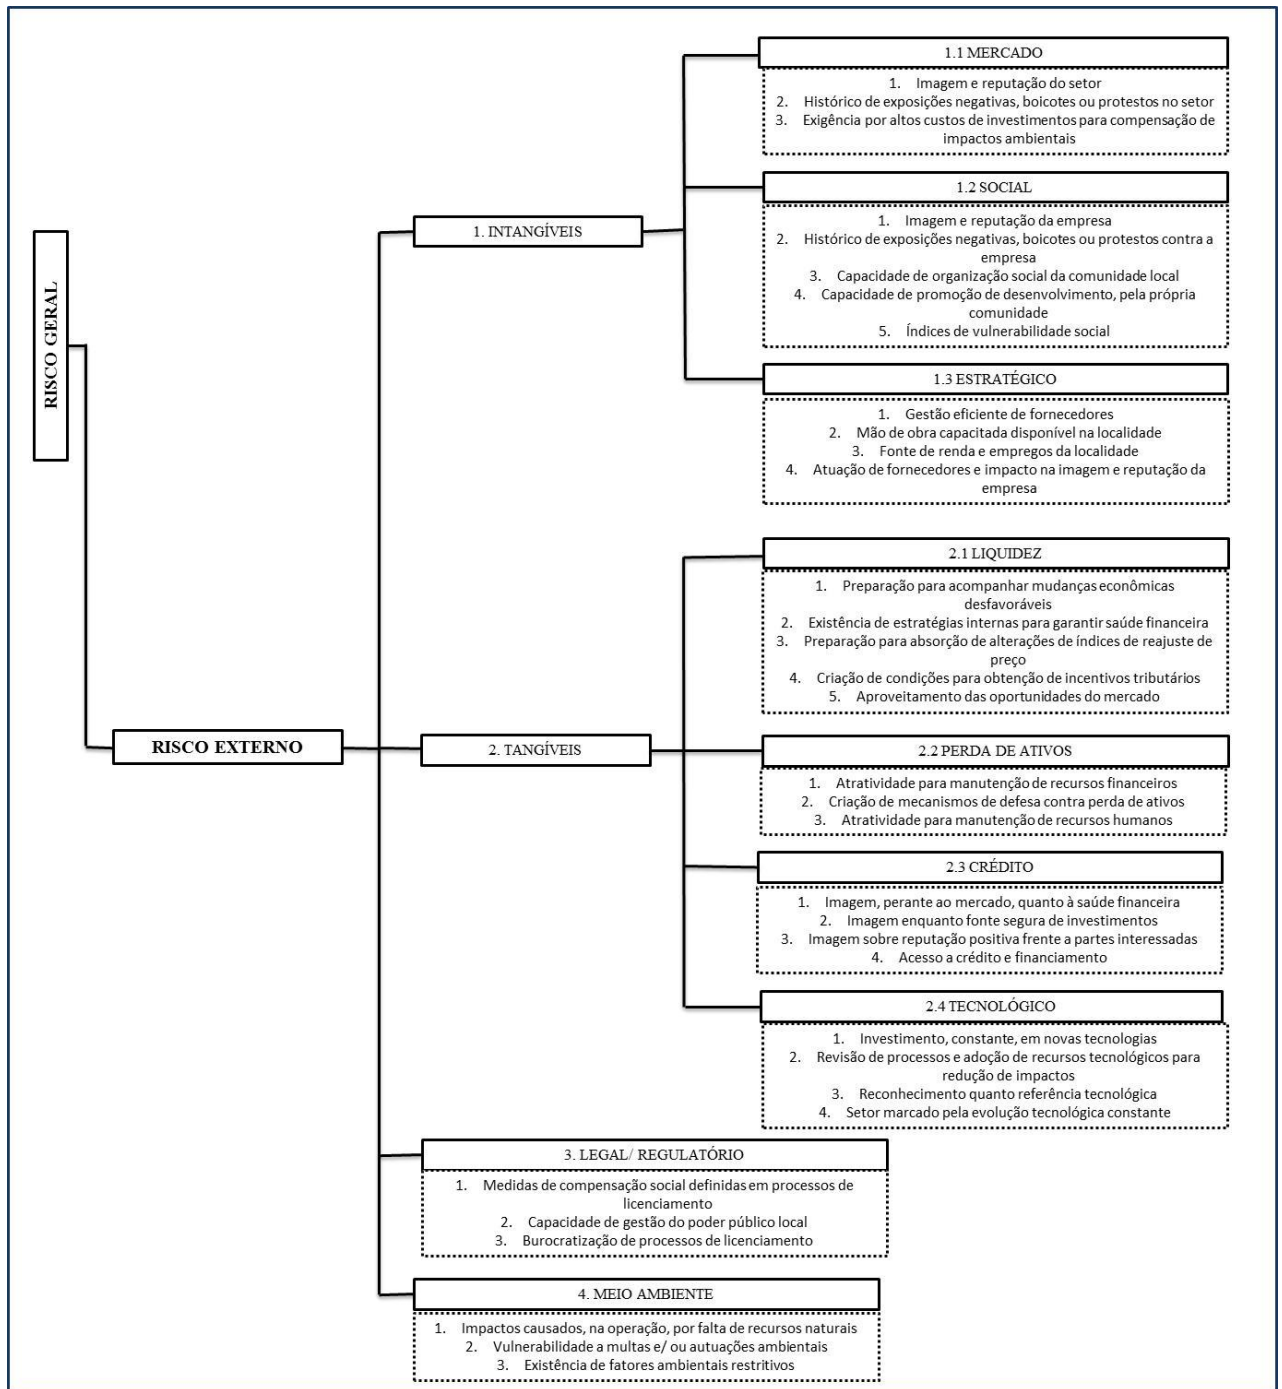 RISCO GERAL
RISCO EXTERNO
1. INTANGÍVEIS
1.1 MERCADO
1. Imagem e reputação do setor
2. Histórico de exposições negativas, boicotes ou protestos no setor
3. Exigência por altos custos de investimentos para compensação de
impactos ambientais
1.2 SOCIAL
1. Imagem e reputação da empresa
2. Histórico de exposições negativas, boicotes ou protestos contra a
empresa
3. Capacidade de organização social da comunidade local
4. Capacidade de promoção de desenvolvimento, pela própria
comunidade
5. Índices de vulnerabilidade social
1.3 ESTRATÉGICO
1. Gestão eficiente de fornecedores
2. Mão de obra capacitada disponível na localidade
3. Fonte de renda e empregos da localidade
4. Atuação de fornecedores e impacto na imagem e reputação da
empresa
2. TANGÍVEIS
2.1 LIQUIDEZ
1. Preparação para acompanhar mudanças econômicas
desfavoráveis
2. Existência de estratégias internas para garantir saúde financeira
3. Preparação para absorção de alterações de índices de reajuste de
preço
4. Criação de condições para obtenção de incentivos tributários
5. Aproveitamento das oportunidades do mercado
2.2 PERDA DE ATIVOS
1. Atratividade para manutenção de recursos financeiros
2. Criação de mecanismos de defesa contra perda de ativos
3. Atratividade para manutenção de recursos humanos
2.3 CRÉDITO
1. Imagem, perante ao mercado, quanto à saúde financeira
2. Imagem enquanto fonte segura de investimentos
3. Imagem sobre reputação positiva frente a partes interessadas
4. Acesso a crédito e financiamento
2.4 TECNOLÓGICO
1. Investimento, constante, em novas tecnologias
2. Revisão de processos e adoção de recursos tecnológicos para
redução de impactos
3. Reconhecimento quanto referência tecnológica
4. Setor marcado pela evolução tecnológica constante
3. LEGAL/ REGULATÓRIO
1. Medidas de compensação social definidas em processos de
licenciamento
2. Capacidade de gestão do poder público local
3. Burocratização de processos de licenciamento
4. MEIO AMBIENTE
1. Impactos causados, na operação, por falta de recursos naturais
2. Vulnerabilidade a multas e/ ou autuações ambientais
3. Existência de fatores ambientais restritivos